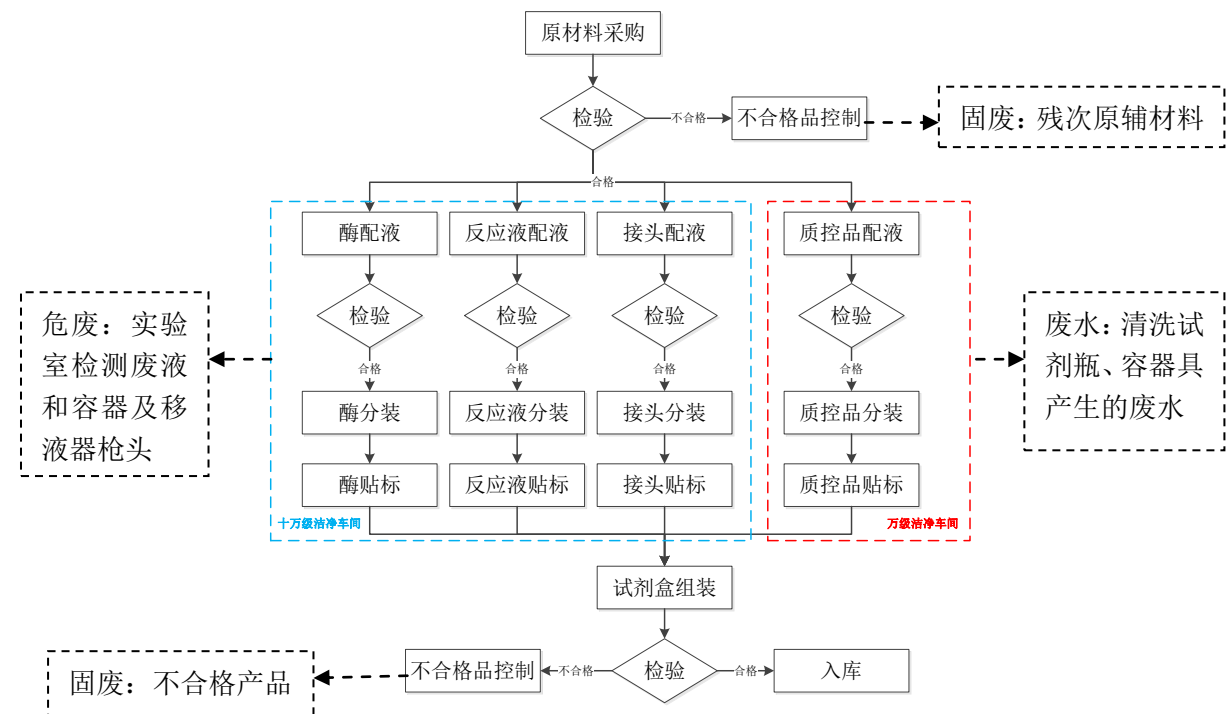 原材料采购
检验
不合格
不合格品控制
固废：残次原辅材料
合格
酶配液
反应液配液
接头配液
质控品配液
检验
检验
检验
检验
危废：实验
室检测废液
和容器及移
液器枪头
废水：清洗试
剂瓶、容器具
产生的废水
合格
合格
合格
合格
酶分装
反应液分装
接头分装
质控品分装
酶贴标
反应液贴标
接头贴标
质控品贴标
十万级洁净车间
万级洁净车间
试剂盒组装
固废：不合格产品
不合格品控制
不合格
检验
合格
入库